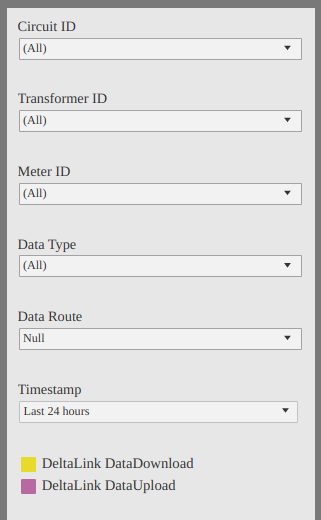 Circuit ID
(All)
Transformer ID
(All)
Meter ID
(All)
Data Type
(All)
Data Route
Null
Timestamp
Last 24 hours
DeltaLink DataDownload
DeltaLink DataUpload